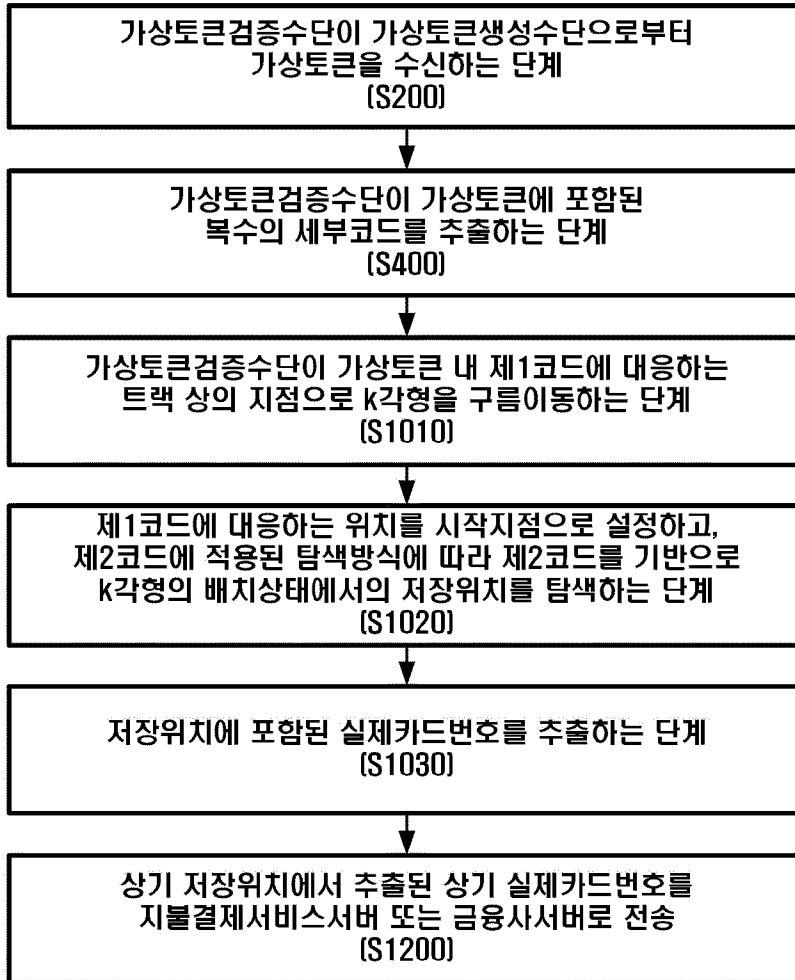 가상토큰검증수단이 가상토큰생성수단으로부터
가상토큰을 수신하는 단계
(S200)
가상토큰검증수단이 가상토큰에 포함된
복수의 세부코드를 추출하는 단계
(S400)
가상토큰검증수단이 가상토큰 내 제1코드에 대응하는
트랙 상의 지점으로 k각형을 구름이동하는 단계
(S1010)
제1코드에 대응하는 위치를 시작지점으로 설정하고,
제2코드에 적용된 탐색방식에 따라 제2코드를 기반으로
k각형의 배치상태에서의 저장위치를 탐색하는 단계
(S1020)
저장위치에 포함된 실제카드번호를 추출하는 단계
(S1030)
상기 저장위치에서 추출된 상기 실제카드번호를
지불결제서비스서버 또는 금융사서버로 전송
(S1200)